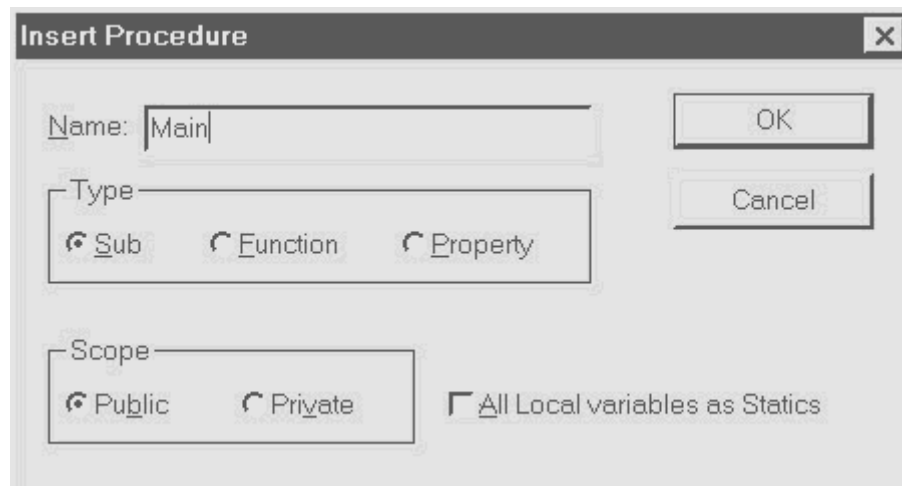 Insert Procedure
Name: Main
OK
Type
Cancel
Sub Function Property
Scope
Public Private
All Local variables as Statics